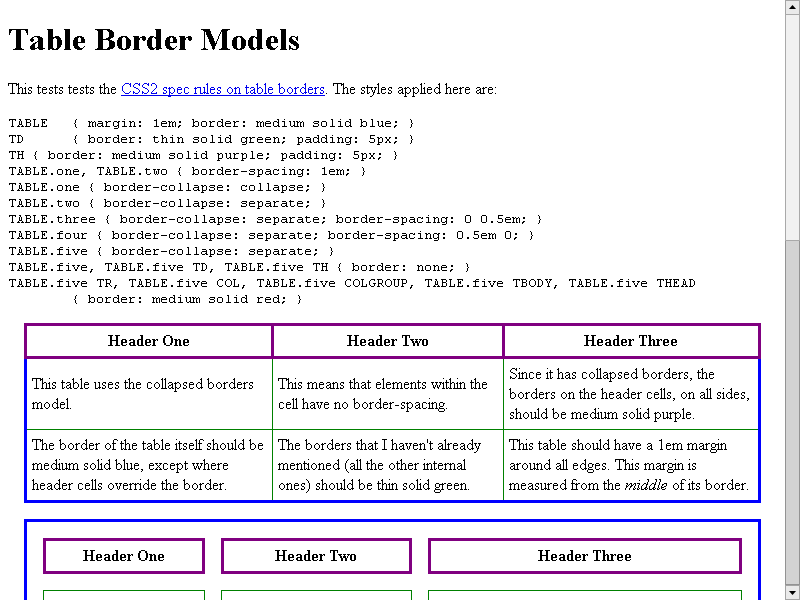 Table Border Models
This tests tests the CSS2 spec rules on table borders. The styles applied here are:
TABLE   { margin: 1em; border: medium solid blue; }
TD      { border: thin solid green; padding: 5px; }
TH { border: medium solid purple; padding: 5px; }
TABLE.one, TABLE.two { border-spacing: 1em; }
TABLE.one { border-collapse: collapse; }
TABLE.two { border-collapse: separate; }
TABLE.three { border-collapse: separate; border-spacing: 0 0.5em; }
TABLE.four { border-collapse: separate; border-spacing: 0.5em 0; }
TABLE.five { border-collapse: separate; }
TABLE.five, TABLE.five TD, TABLE.five TH { border: none; }
TABLE.five TR, TABLE.five COL, TABLE.five COLGROUP, TABLE.five TBODY, TABLE.five THEAD
        { border: medium solid red; }
Header One
Header Two
Header Three
This table uses the collapsed borders
model.
This means that elements within the
cell have no border-spacing.
Since it has collapsed borders, the
borders on the header cells, on all sides,
should be medium solid purple.
The border of the table itself should be
medium solid blue, except where
header cells override the border.
The borders that I haven't already
mentioned (all the other internal
ones) should be thin solid green.
This table should have a 1em margin
around all edges. This margin is
measured from the middle of its border.
Header One
Header Two
Header Three